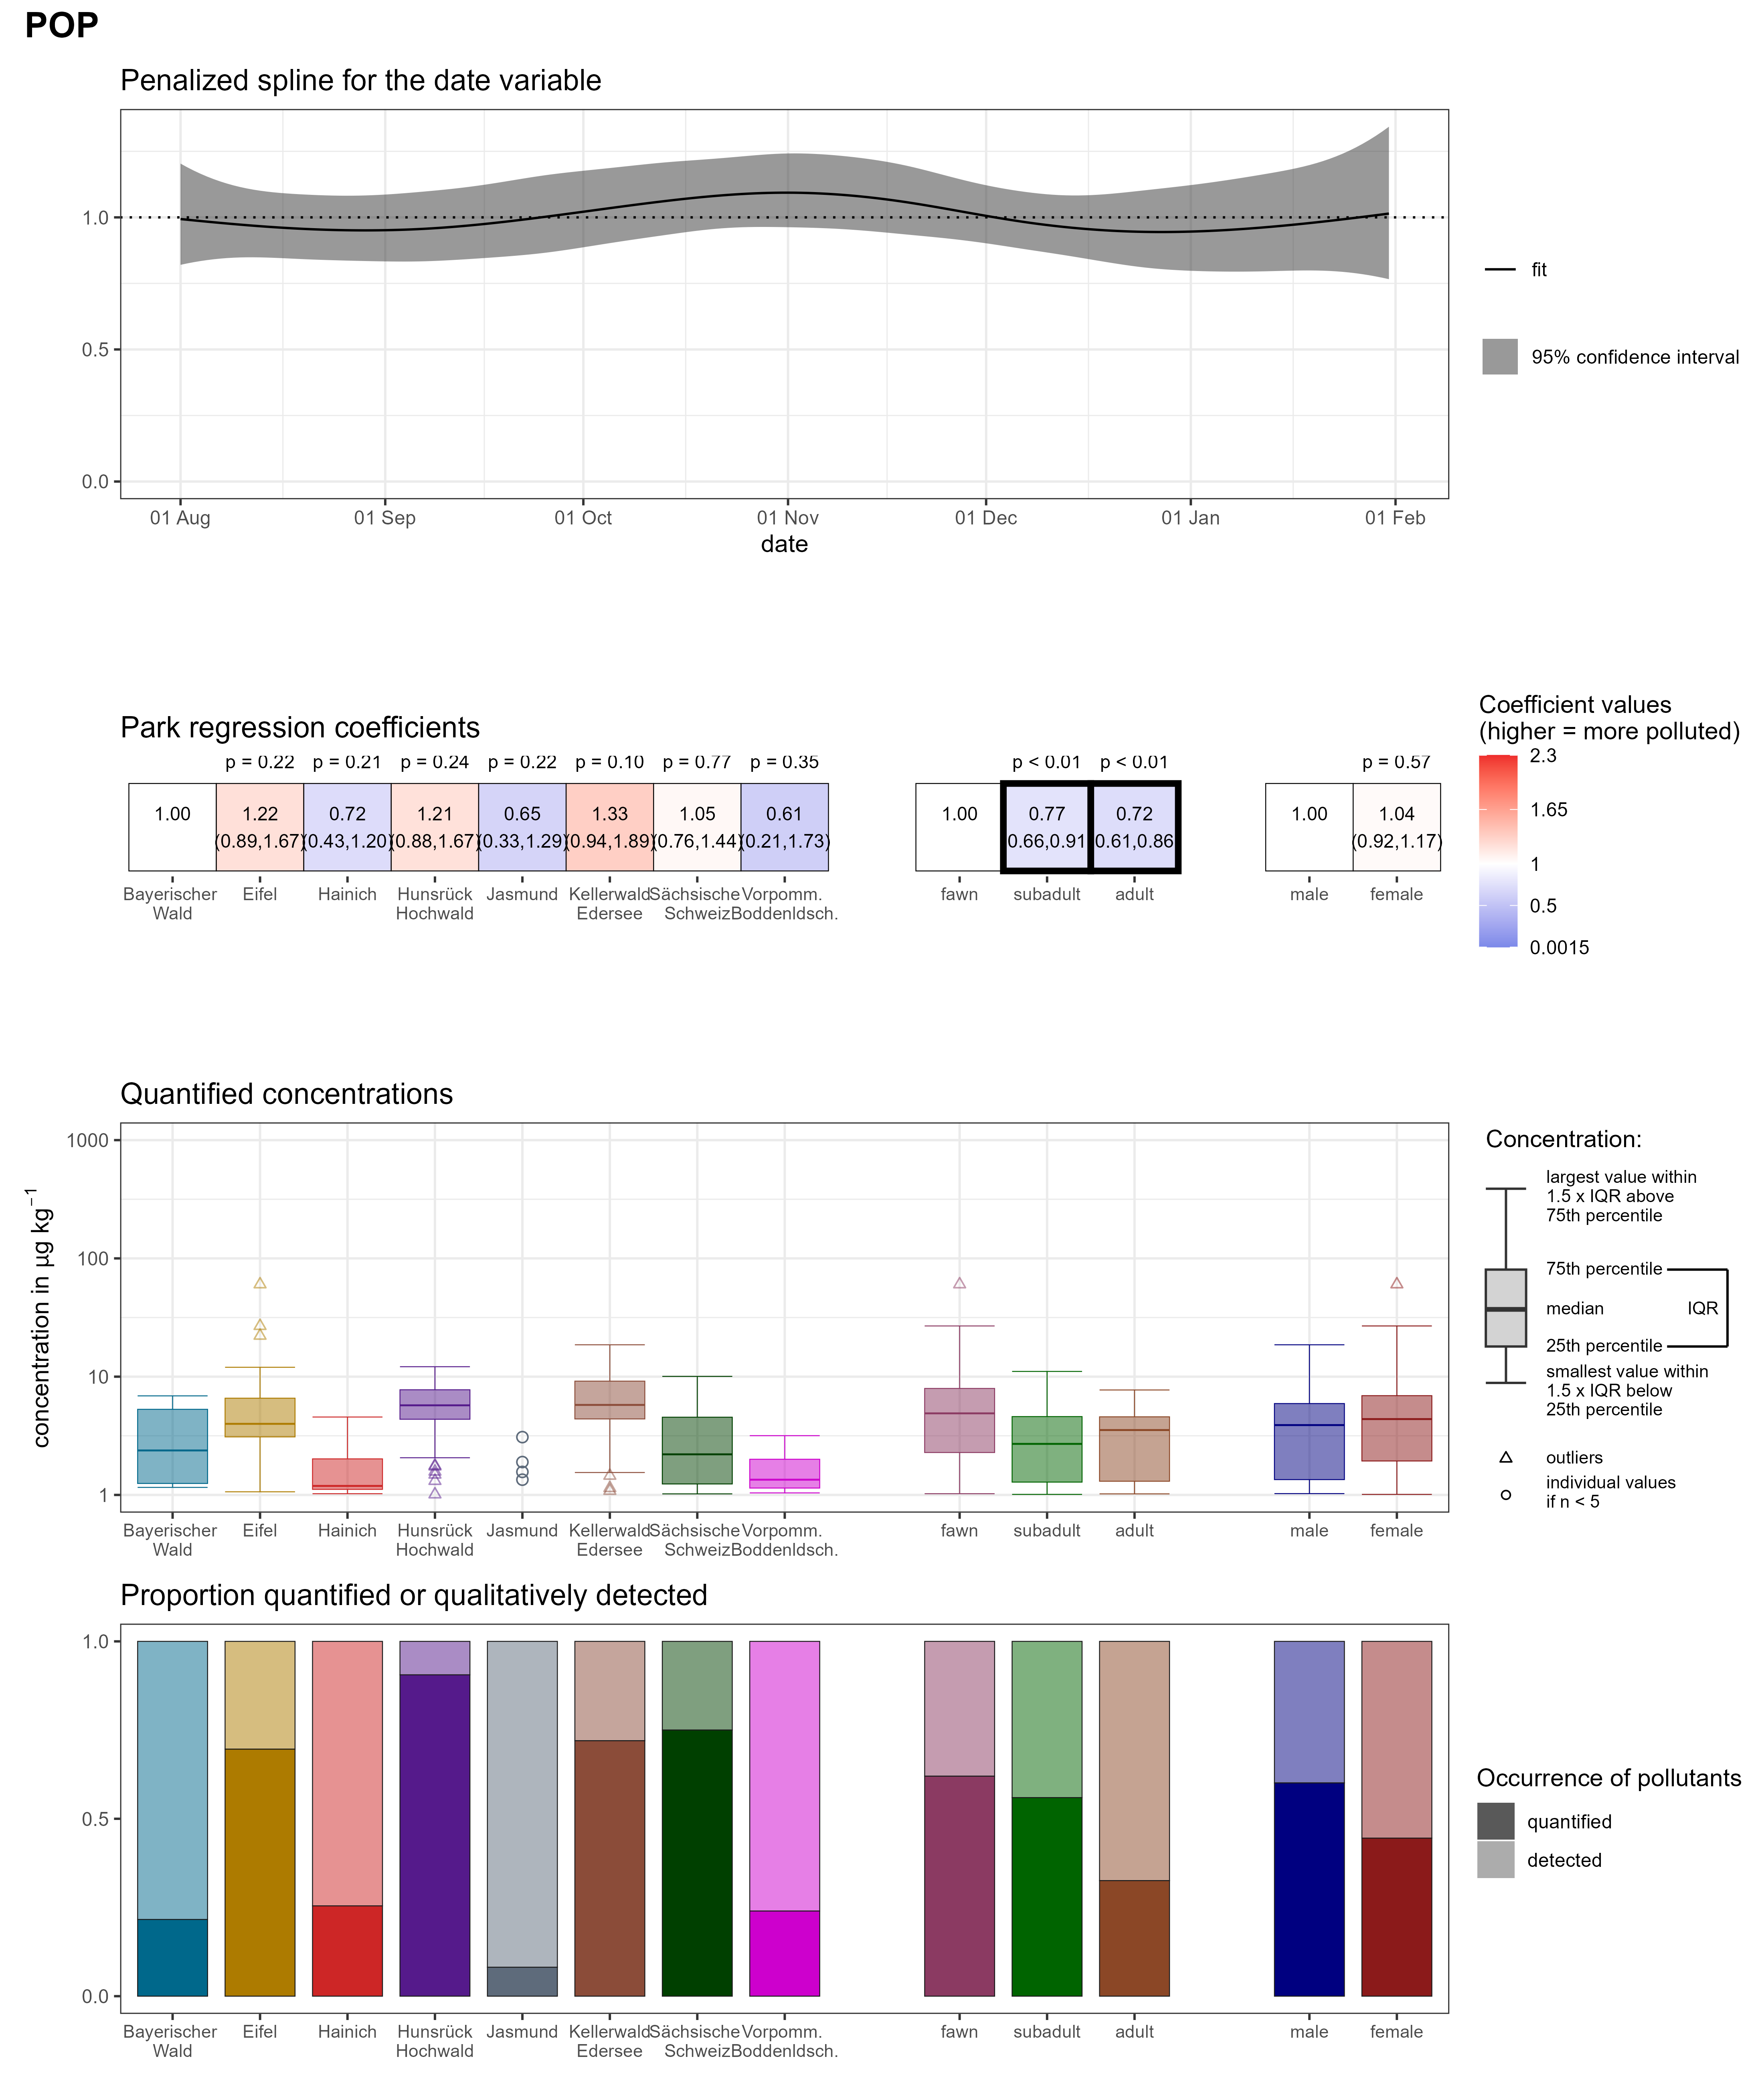 POP
Penalized spline for the date variable
1.0
0.5
0.0
01 Aug 01 Sep 01 Oct 01 Nov 01 Dec 01 Jan 01 Feb
date
fit
95% confidence interval
Park regression coefficients
p = 0.22 p = 0.21 p = 0.24 p = 0.22 p = 0.10 p = 0.77 p = 0.35 p < 0.01 p < 0.01 p = 0.57
1.00 1.22 0.72 1.21 0.65 1.33 1.05 0.61 1.00 0.77 0.72 1.00 1.04
(0.89,1.67) (0.43,1.20) (0.88,1.67) (0.33,1.29) (0.94,1.89) (0.76,1.44) (0.21,1.73) 0.66,0.91 0.61,0.86 (0.92,1.17)
Bayerischer Eifel Hainich Hunsrück Jasmund Kellerwald Sächsische Vorpomm. fawn subadult adult male female
Wald Hochwald Edersee Schweiz Boddenldsch.
Coefficient values
(higher = more polluted)
2.3
1.65
1
0.5
0.0015
Quantified concentrations
concentration in µg kg⁻¹
1000
100
10
1
Bayerischer Eifel Hainich Hunsrück Jasmund Kellerwald Sächsische Vorpomm. fawn subadult adult male female
Wald Hochwald Edersee Schweiz Boddenldsch.
Concentration:
largest value within
1.5 x IQR above
75th percentile
75th percentile
median IQR
25th percentile
smallest value within
1.5 x IQR below
25th percentile
outliers
individual values
if n < 5
Proportion quantified or qualitatively detected
1.0
0.5
0.0
Bayerischer Eifel Hainich Hunsrück Jasmund Kellerwald Sächsische Vorpomm. fawn subadult adult male female
Wald Hochwald Edersee Schweiz Boddenldsch.
Occurrence of pollutants
quantified
detected